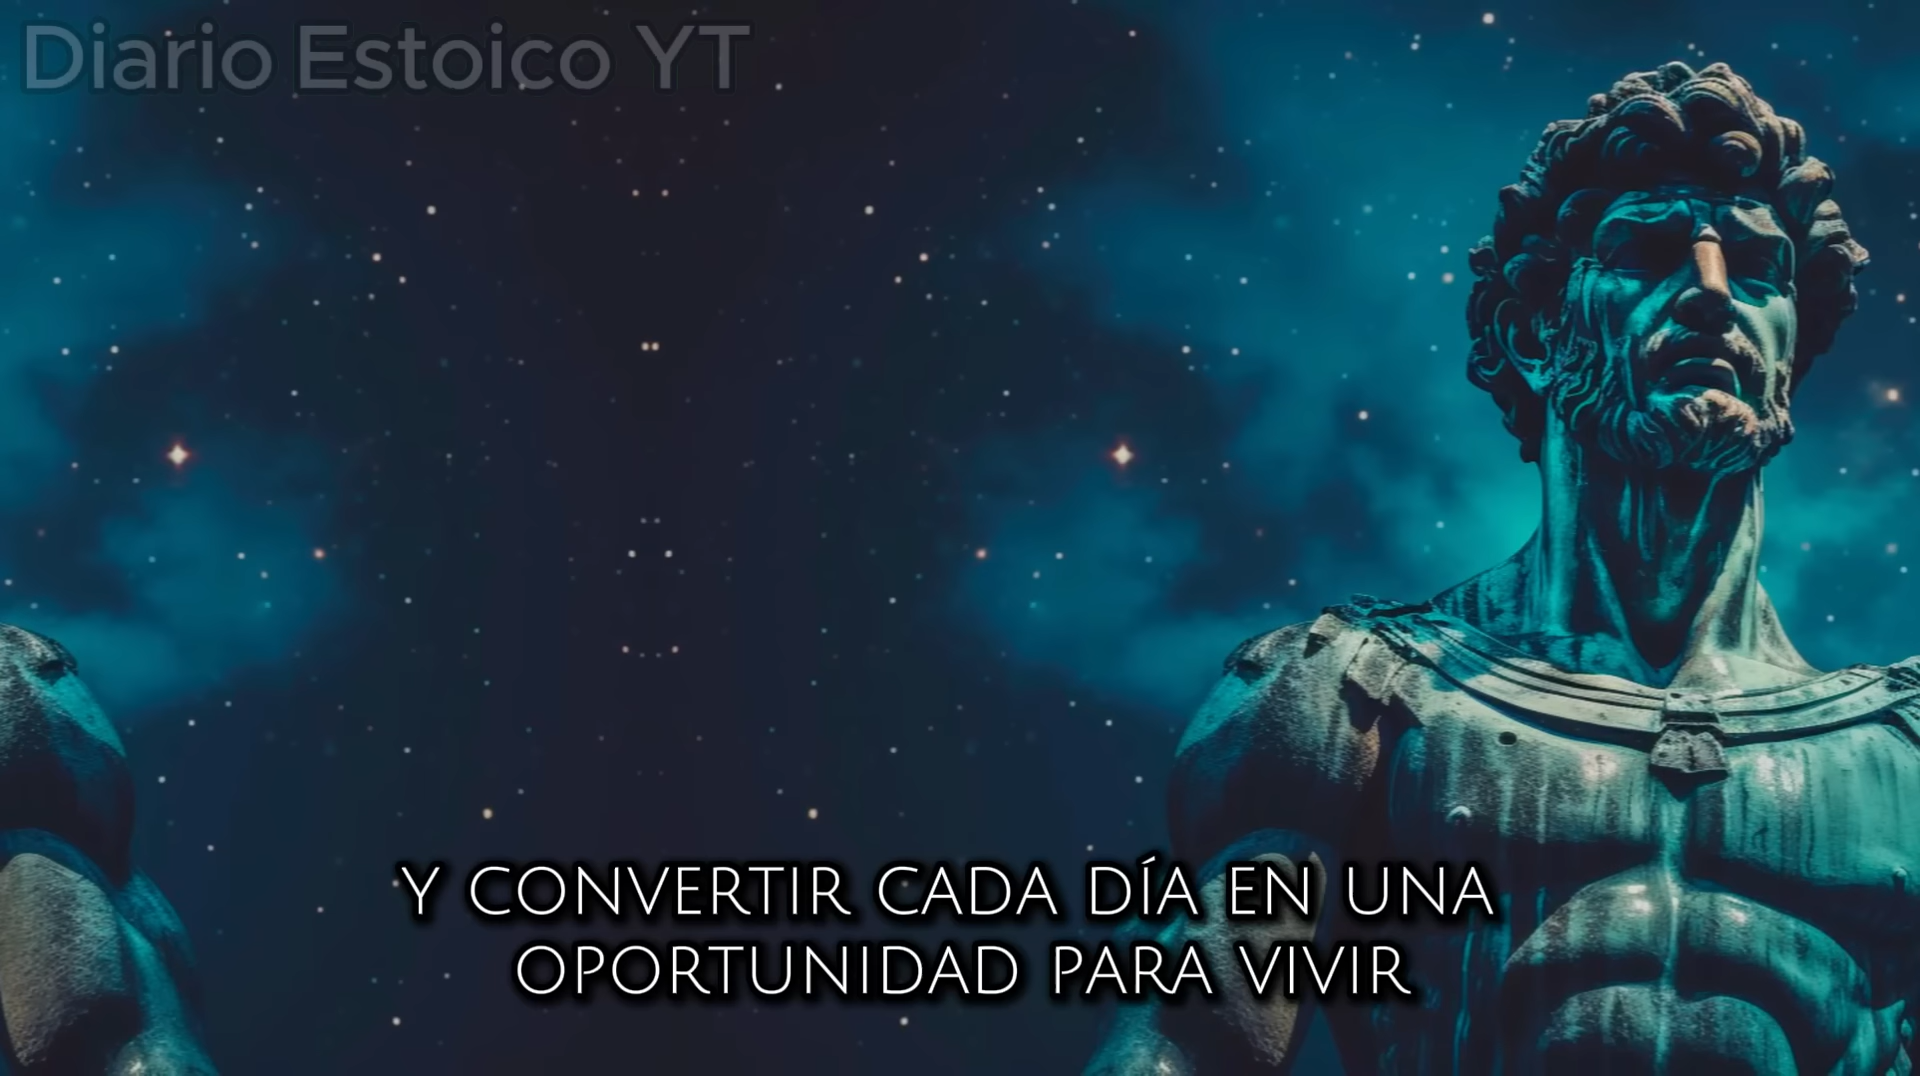 Diario Estoico YT
Y CONVERTIR CADA DÍA EN UNA
OPORTUNIDAD PARA VIVIR